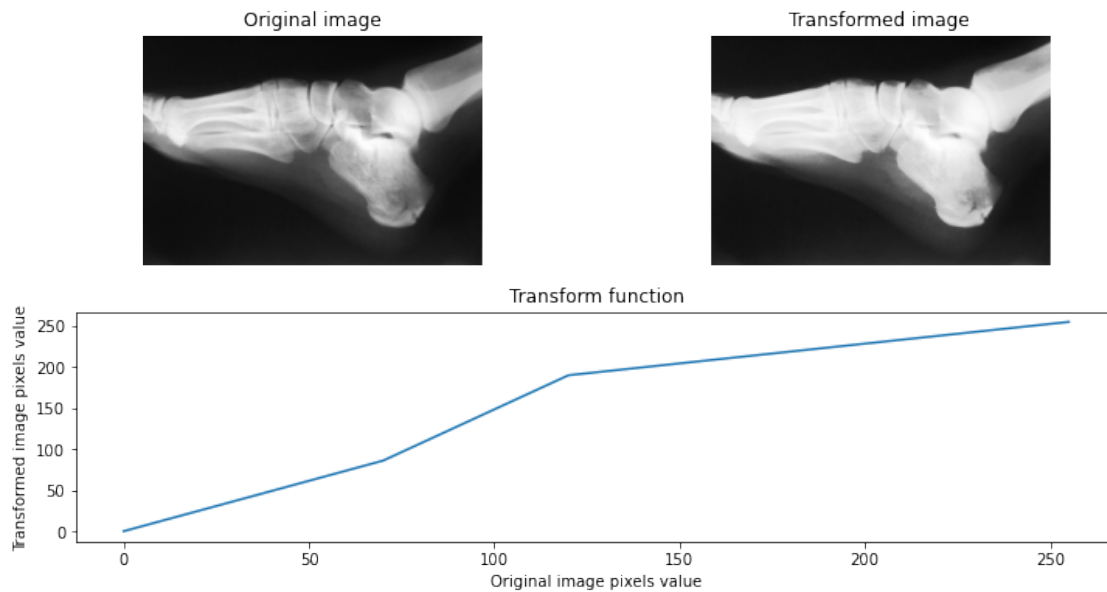 Original image
Transformed image
Transform function
Transformed image pixels value
250
200
150
100
50
0
0
50
100
150
200
250
Original image pixels value